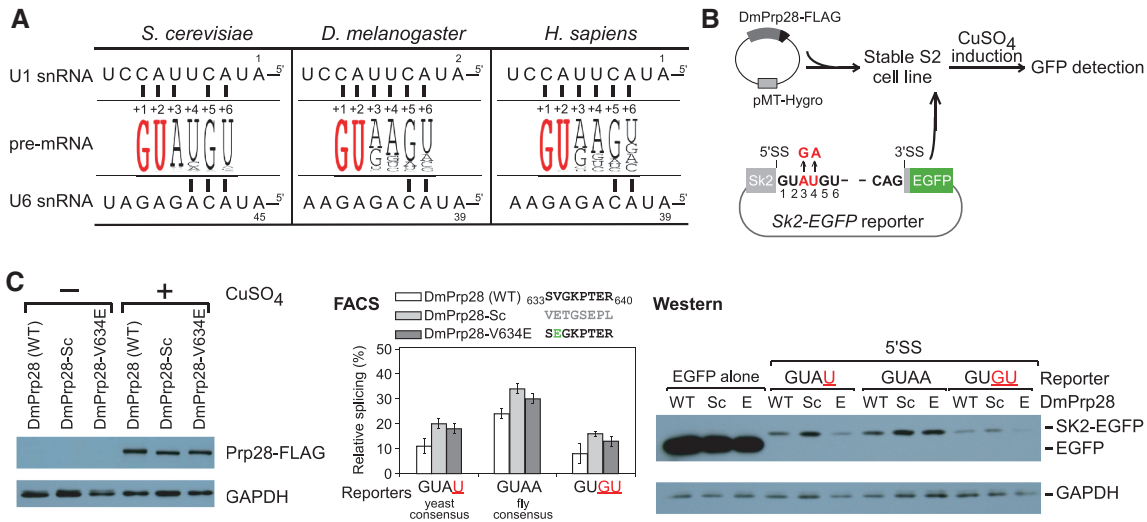 A
S. cerevisiae D. melanogaster H. sapiens
1 2 1
U1 snRNA UCCAUUCAUA–5' UCCAUUCAUA–5' UCCAUUCAUA–5'
+1 +2 +3 +4 +5 +6 +1 +2 +3 +4 +5 +6 +1 +2 +3 +4 +5 +6
pre-mRNA GUAUGU GUAAGU GUAAGU
U6 snRNA UAGAGACAUA–5' AAGAGACAUA–5' AAGAGACAUA–5'
45 39 39
B
DmPrp28-FLAG
pMT-Hygro
Stable S2
cell line
CuSO4
induction
GFP detection
GA
5'SS 3'SS
Sk2 GUAUGU– – CAG EGFP
1 2 3 4 5 6
Sk2-EGFP reporter
C
– + CuSO4
DmPrp28 (WT)
DmPrp28-Sc
DmPrp28-V634E
DmPrp28 (WT)
DmPrp28-Sc
DmPrp28-V634E
Prp28-FLAG
GAPDH
FACS
DmPrp28 (WT) 633SVGKPTER640
DmPrp28-Sc VETGSEPL
DmPrp28-V634E SEGKPTER
Relative splicing (%)
50
40
30
20
10
0
Reporters GUAU GUAA GUGU
yeast consensus fly consensus
Western
5'SS
EGFP alone GUAU GUAA GUGU Reporter
WT Sc E WT Sc E WT Sc E WT Sc E DmPrp28
SK2-EGFP
EGFP
GAPDH